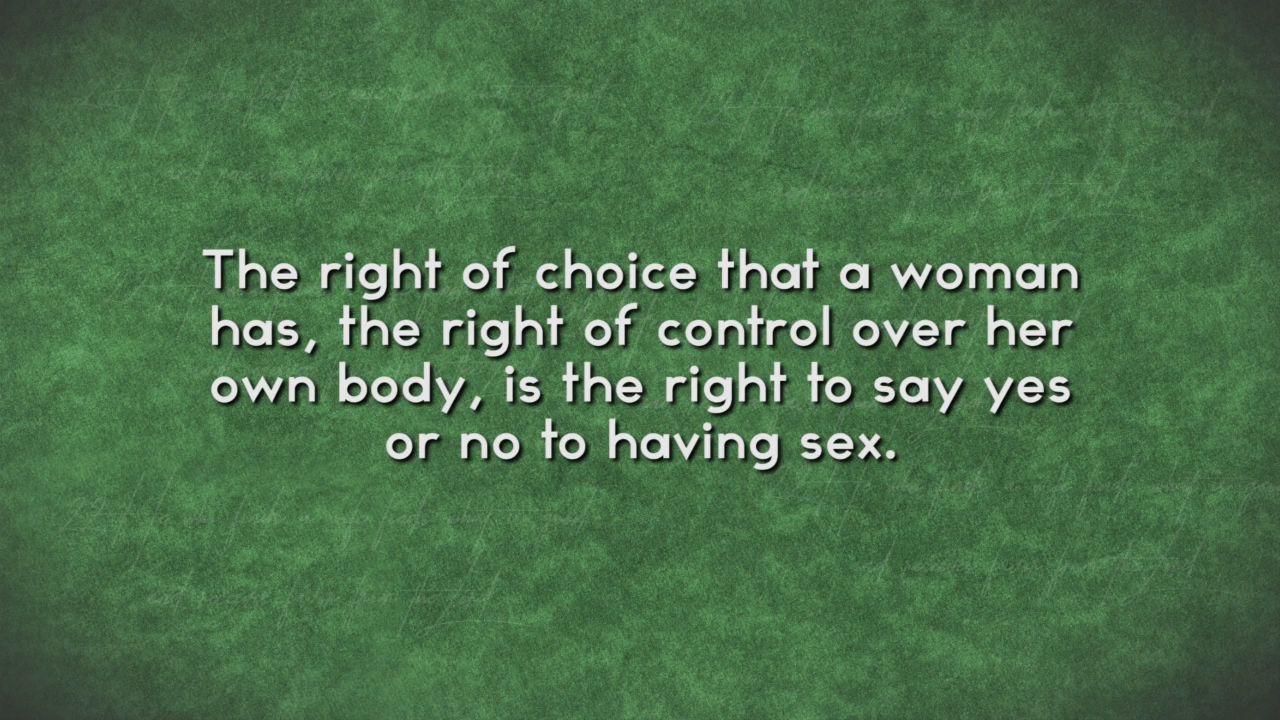 The right of choice that a woman
has, the right of control over her
own body, is the right to say yes
or no to having sex.